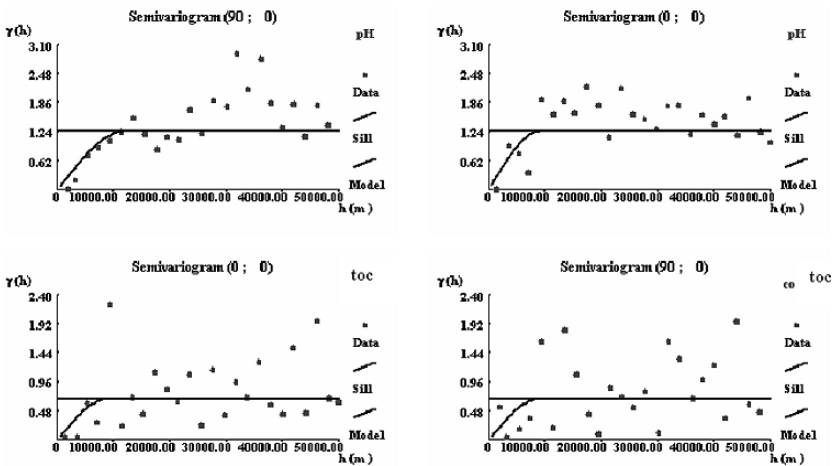 Semivariogram (90 ; 0)
γ(h)
pH
3.10
2.48
1.86
1.24
0.62
Data
Sill
Model
0 10000.00 20000.00 30000.00 40000.00 50000.00
h (m)
Semivariogram (0 ; 0)
γ(h)
pH
3.10
2.48
1.86
1.24
0.62
Data
Sill
Model
0 10000.00 20000.00 30000.00 40000.00 50000.00
h (m)
Semivariogram (0 ; 0)
γ(h)
toc
2.40
1.92
1.44
0.96
0.48
Data
Sill
Model
0 10000.00 20000.00 30000.00 40000.00 50000.00
h (m)
Semivariogram (90 ; 0)
γ(h)
co toc
2.40
1.92
1.44
0.96
0.48
Data
Sill
Model
0 10000.00 20000.00 30000.00 40000.00 50000.00
h (m)